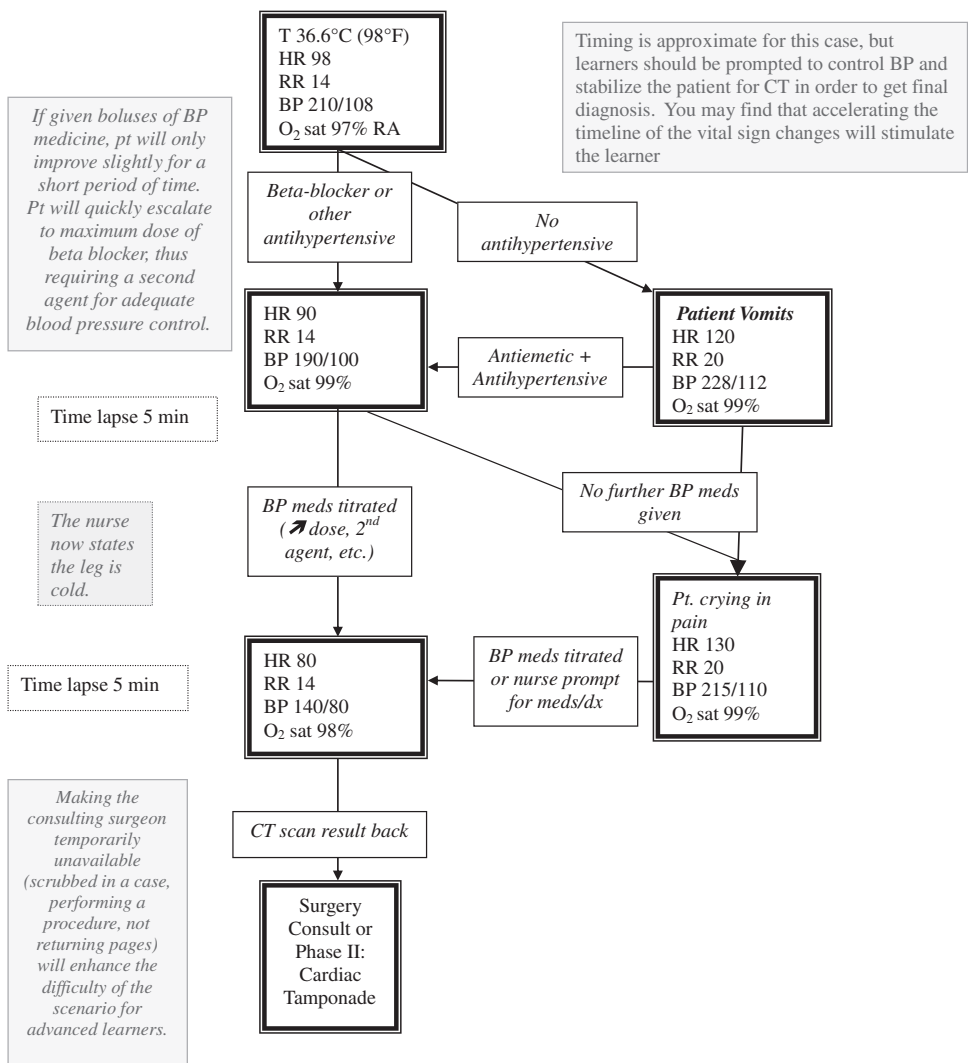 T 36.6°C (98°F)
HR 98
RR 14
BP 210/108
O₂ sat 97% RA
Timing is approximate for this case, but
learners should be prompted to control BP and
stabilize the patient for CT in order to get final
diagnosis. You may find that accelerating the
timeline of the vital sign changes will stimulate
the learner
If given boluses of BP
medicine, pt will only
improve slightly for a
short period of time.
Pt will quickly escalate
to maximum dose of
beta blocker, thus
requiring a second
agent for adequate
blood pressure control.
Beta-blocker or
other
antihypertensive
No
antihypertensive
HR 90
RR 14
BP 190/100
O₂ sat 99%
Antiemetic +
Antihypertensive
Patient Vomits
HR 120
RR 20
BP 228/112
O₂ sat 99%
Time lapse 5 min
BP meds titrated
(↗ dose, 2nd
agent, etc.)
No further BP meds
given
The nurse
now states
the leg is
cold.
Pt. crying in
pain
HR 130
RR 20
BP 215/110
O₂ sat 99%
HR 80
RR 14
BP 140/80
O₂ sat 98%
BP meds titrated
or nurse prompt
for meds/dx
Time lapse 5 min
Making the
consulting surgeon
temporarily
unavailable
(scrubbed in a case,
performing a
procedure, not
returning pages)
will enhance the
difficulty of the
scenario for
advanced learners.
CT scan result back
Surgery
Consult or
Phase II:
Cardiac
Tamponade